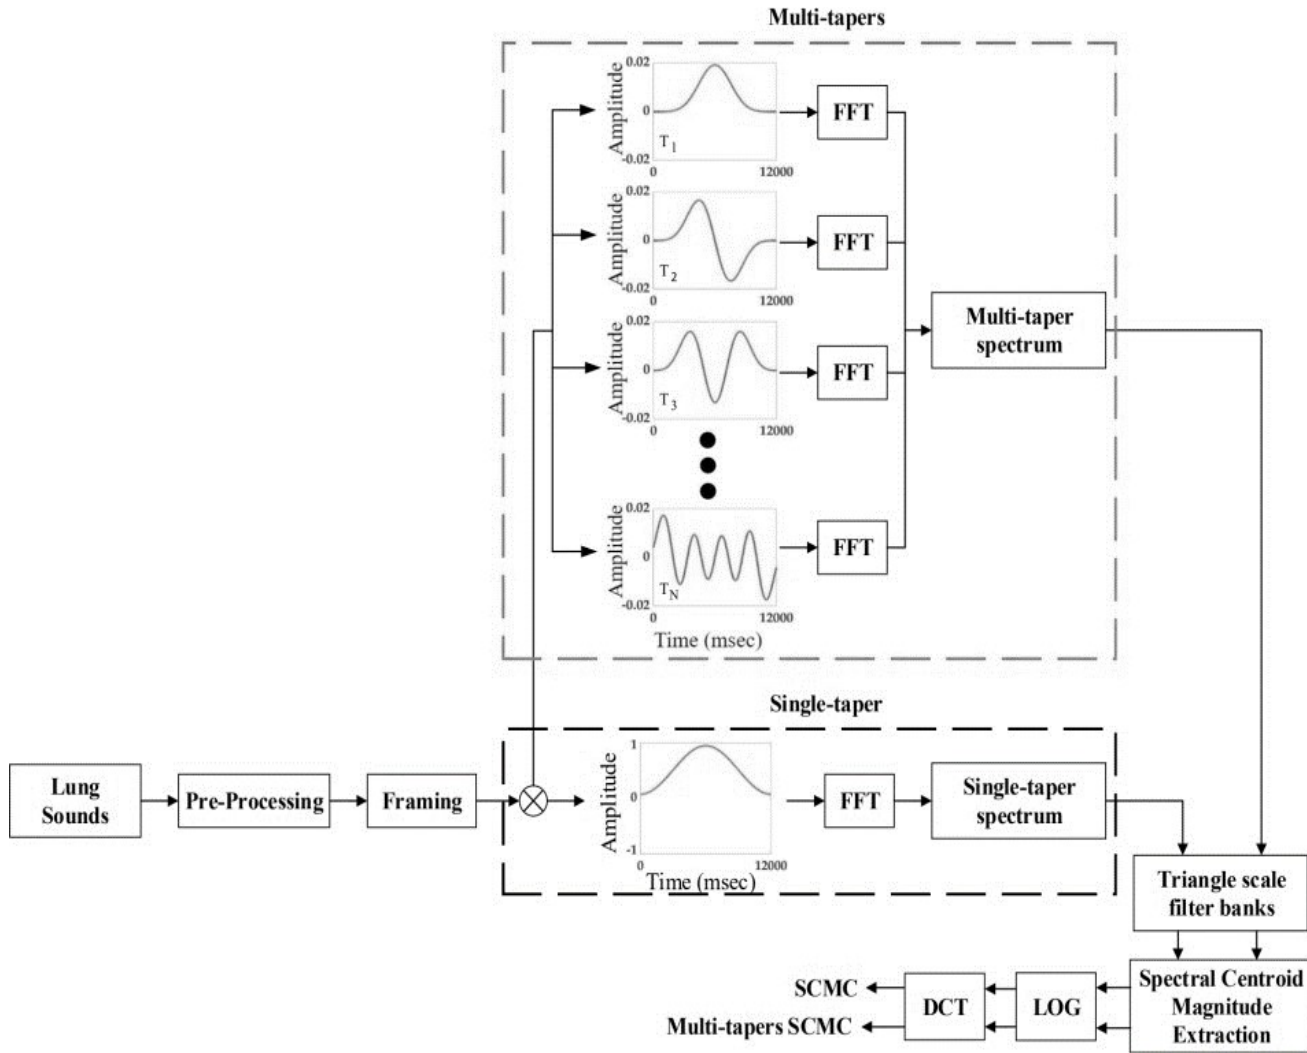 Multi-tapers
0.02
Amplitude
0
T1
-0.02
0
12000
FFT
0.02
Amplitude
0
T2
-0.02
0
12000
FFT
0.02
Amplitude
0
T3
-0.02
0
12000
FFT
Multi-taper
spectrum
0.02
Amplitude
0
TN
-0.02
0
12000
FFT
Time (msec)
Single-taper
Lung
Sounds
Pre-Processing
Framing
1
Amplitude
0
-1
0
12000
Time (msec)
FFT
Single-taper
spectrum
Triangle scale
filter banks
Spectral Centroid
Magnitude
Extraction
LOG
DCT
SCMC
Multi-tapers SCMC